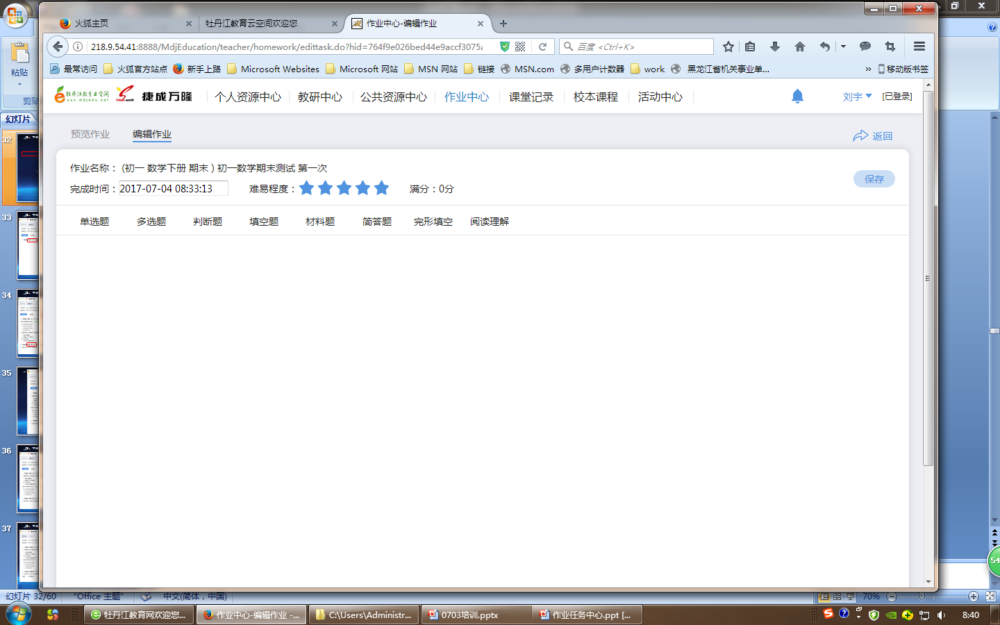 火狐主页
牡丹江教育云空间欢迎您
作业中心-编辑作业
218.9.54.41:8888/MdjEducation/teacher/homework/edittask.do?hid=764f9e026bed44e9accf3075a
百度 <Ctrl+K>
最常访问
火狐官方站点
新手上路
Microsoft Websites
Microsoft 网站
MSN 网站
链接
MSN.com
多用户计数器
work
黑龙江省机关事业单...
»
移动版书签
牡丹江教育云空间
yun.mdjedu.net
捷成万隆
个人资源中心
教研中心
公共资源中心
作业中心
课堂记录
校本课程
活动中心
刘宇
[已登录]
预览作业
编辑作业
返回
作业名称： (初一 数学下册 期末 ) 初一数学期末测试 第一次
完成时间：2017-07-04 08:33:13
难易程度：
满分：0分
保存
单选题
多选题
判断题
填空题
材料题
简答题
完形填空
阅读理解
粘贴
剪贴
幻灯片
32
33
34
35
36
37
54
幻灯片 32/60
"Office 主题"
中文(简体，中国)
70%
牡丹江教育网欢迎您...
作业中心-编辑作业 -...
C:\Users\Administr...
0703培训.pptx
作业任务中心.ppt [...
8:40